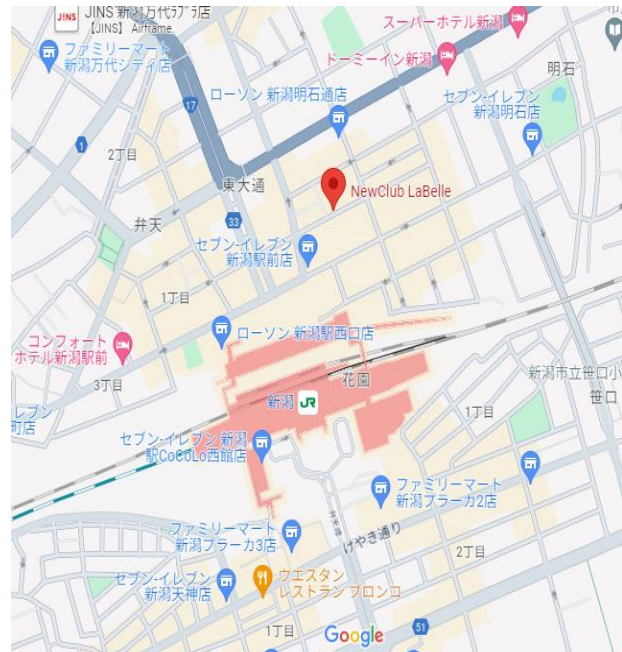 JINS 新潟万代ラブラ店
【JINS】 Airframe
スーパーホテル新潟
ファミリーマート
新潟万代シティ店
ドーミーイン新潟
明石
ローソン 新潟明石通店
セブン-イレブン
新潟明石店
17
1
2丁目
東大通
NewClub LaBelle
弁天
33
セブン-イレブン
新潟駅前店
1丁目
コンフォート
ホテル新潟駅前
ローソン 新潟駅西口店
3丁目
花園
新潟市立笹口小
笹口
レブン
町店
新潟
JR
1丁目
セブン-イレブン 新潟
駅CoCoLo西館店
ファミリーマート
新潟プラーカ2店
ファミリーマート
新潟プラーカ3店
けやき通り
2丁目
セブン-イレブン
新潟天神店
ウエスタン
レストラン ブロンコ
1丁目
Google
51